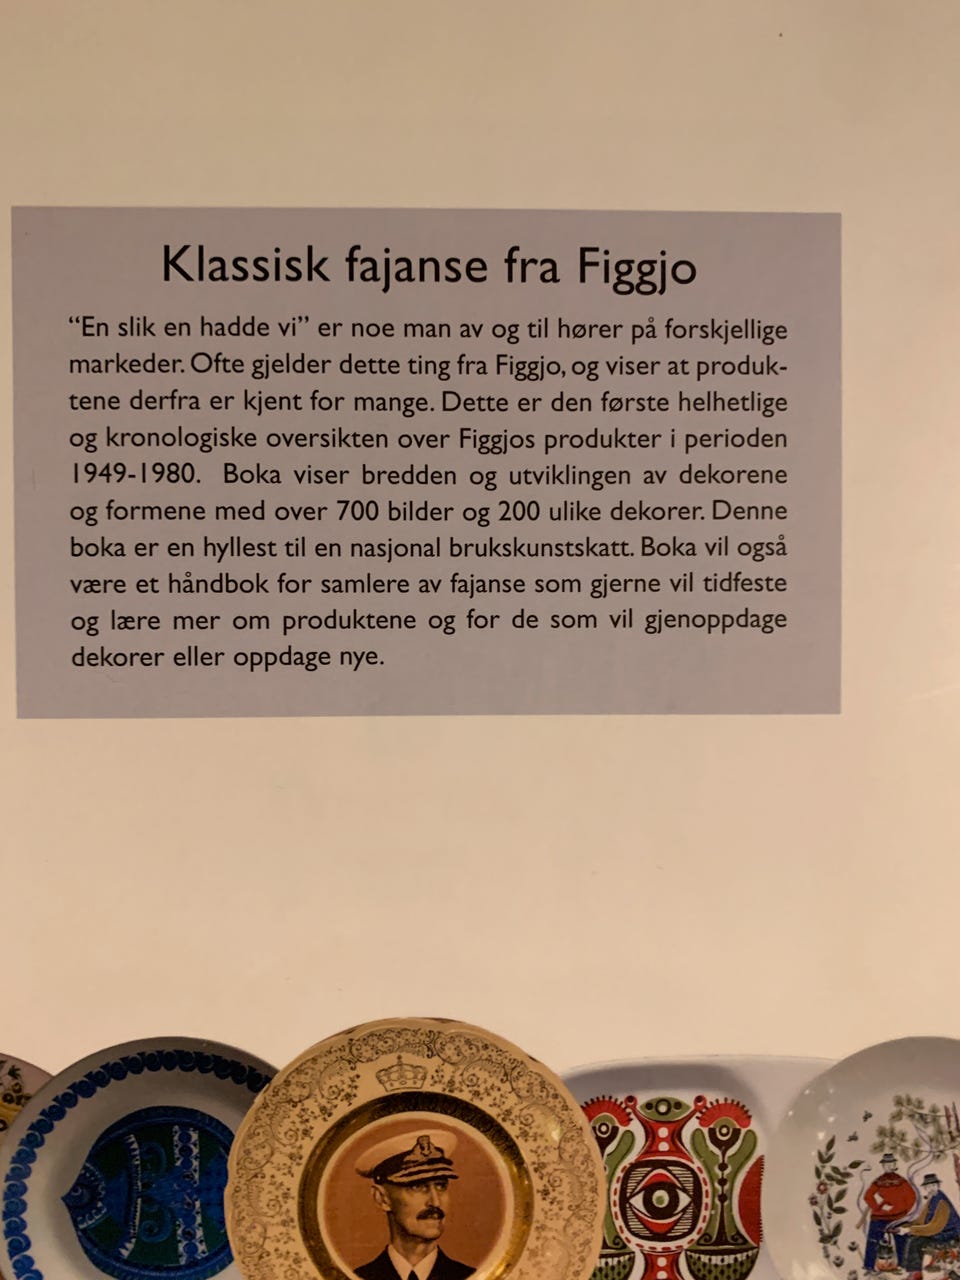 Klassisk fajanse fra Figgjo
“En slik en hadde vi” er noe man av og til hører på forskjellige
markeder. Ofte gjelder dette ting fra Figgjo, og viser at produk-
tene derfra er kjent for mange. Dette er den første helhetlige
og kronologiske oversikten over Figgjos produkter i perioden
1949-1980. Boka viser bredden og utviklingen av dekorene
og formene med over 700 bilder og 200 ulike dekorer. Denne
boka er en hyllest til en nasjonal brukskunstskatt. Boka vil også
være et håndbok for samlere av fajanse som gjerne vil tidfeste
og lære mer om produktene og for de som vil gjenoppdage
dekorer eller oppdage nye.